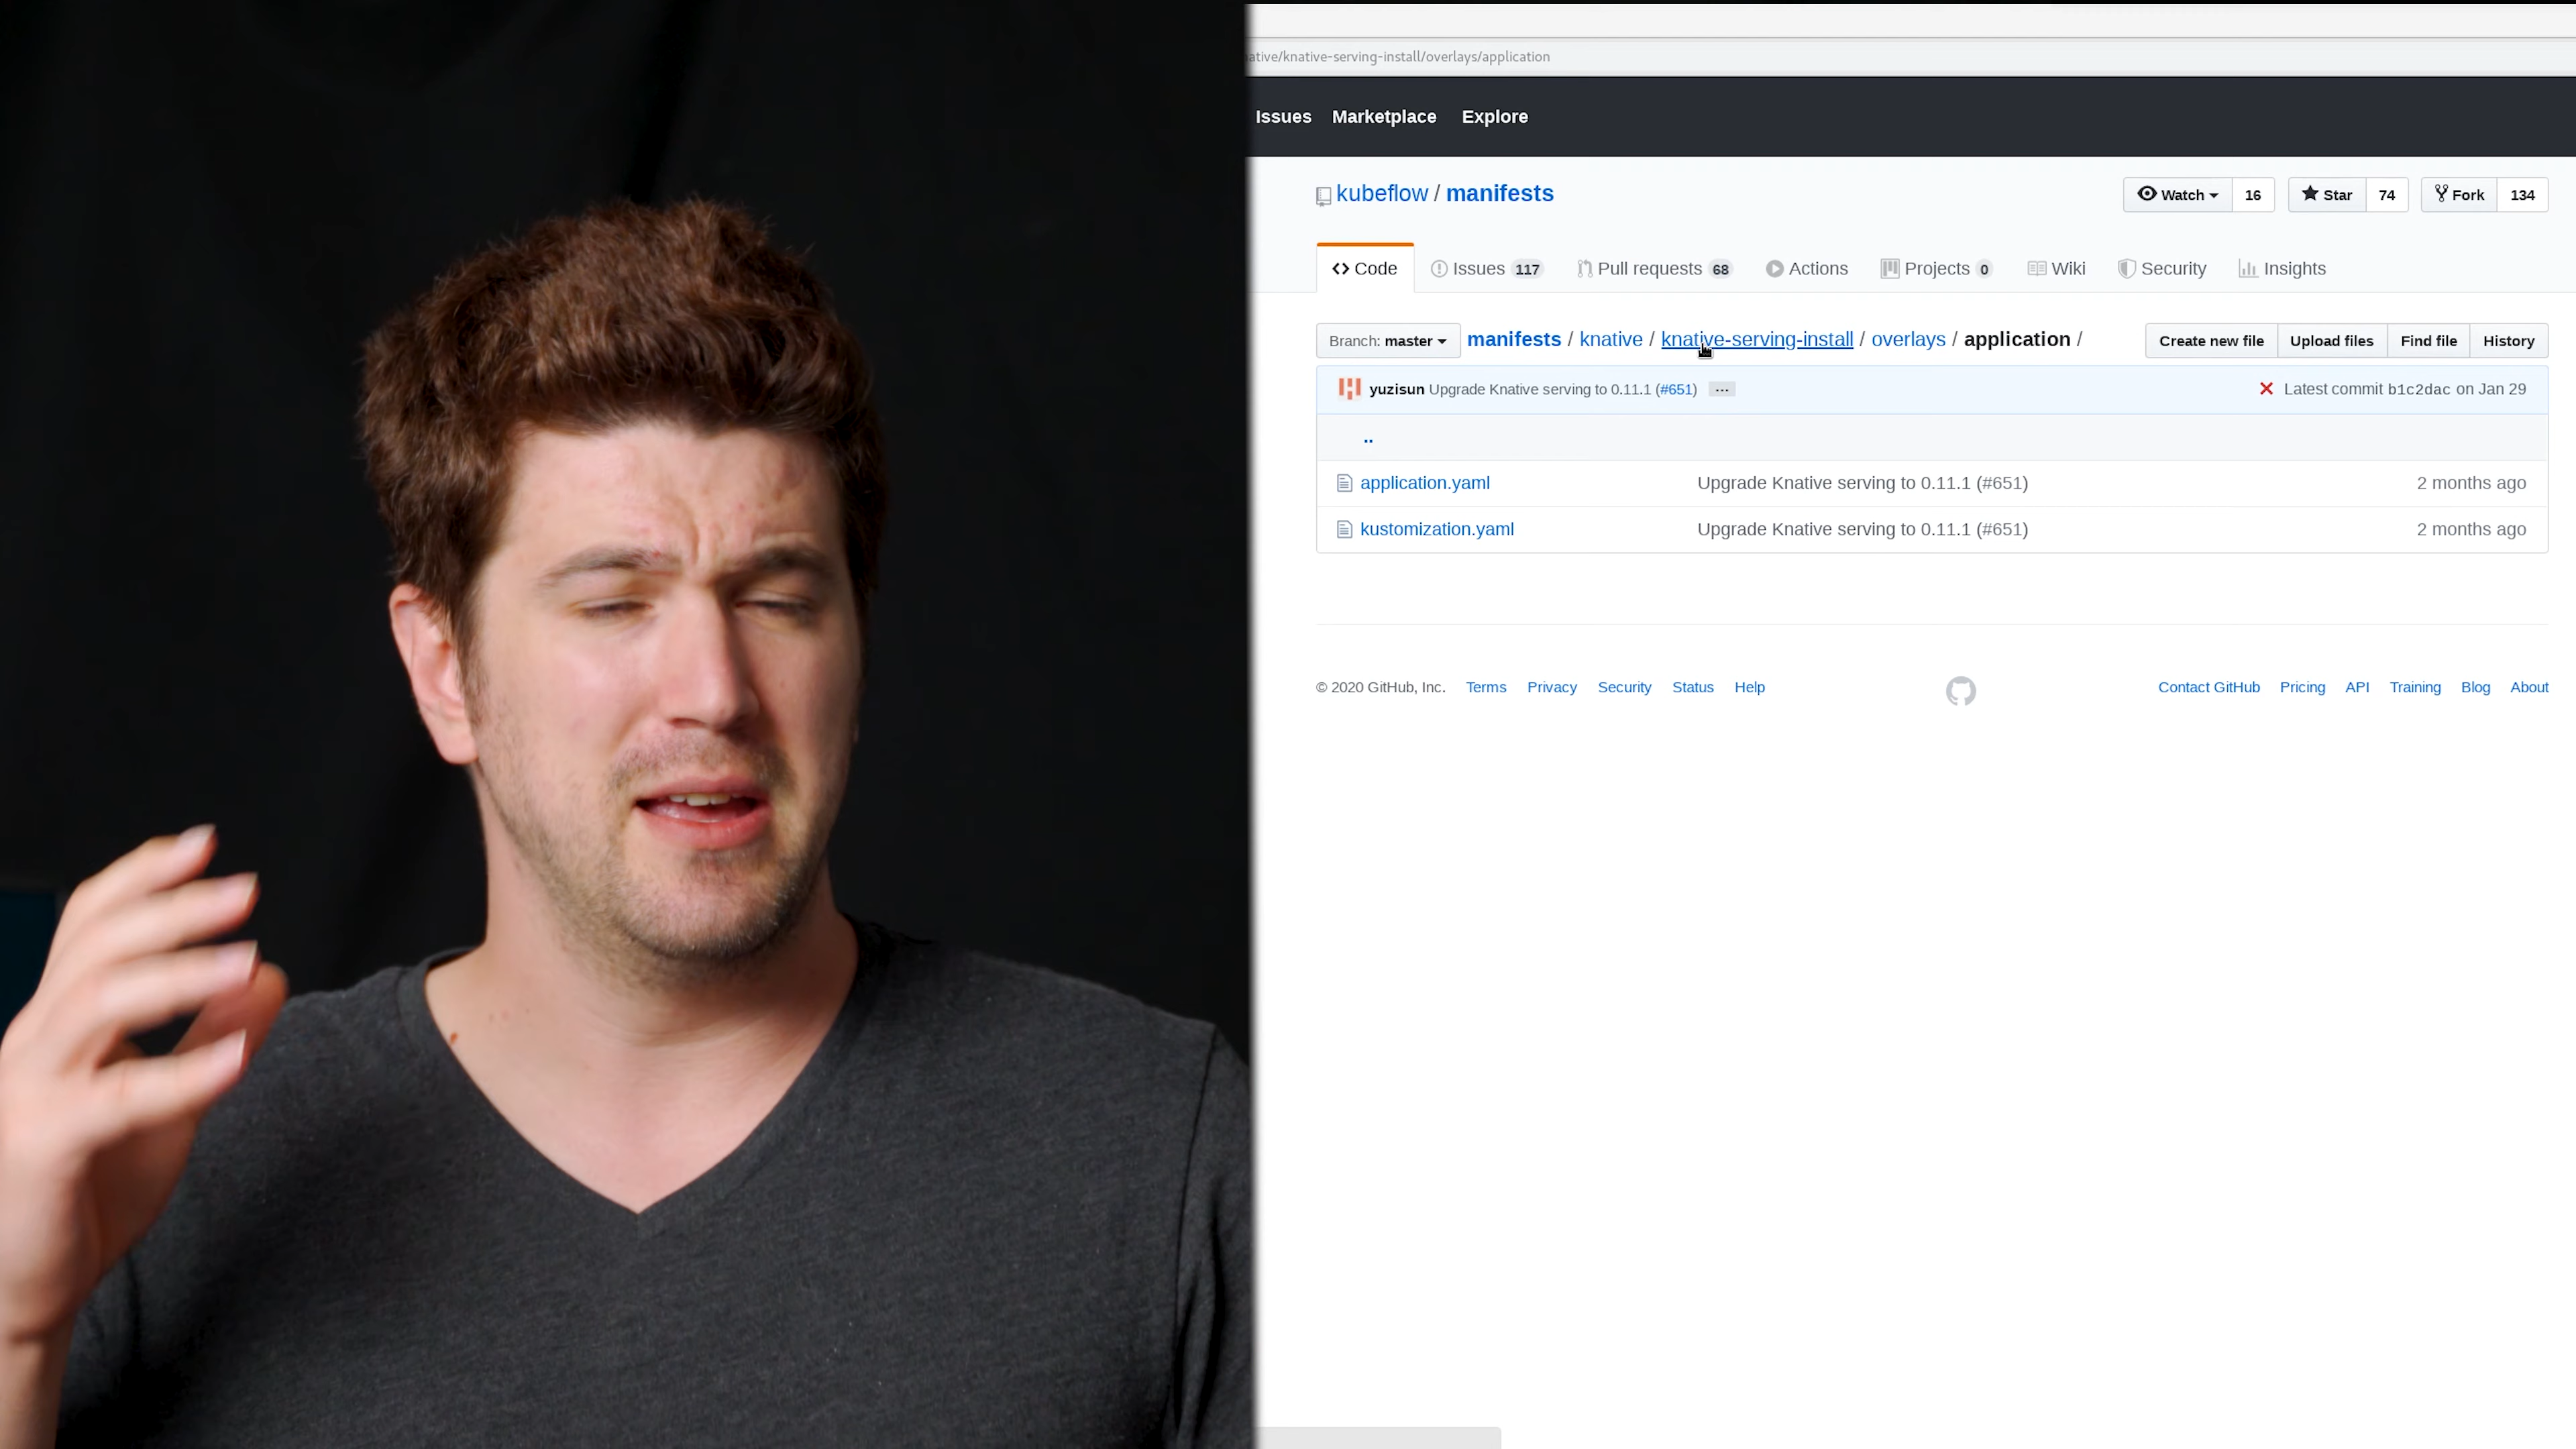 ative/knative-serving-install/overlays/application
Issues Marketplace Explore
kubeflow / manifests
Watch 16 Star 74 Fork 134
Code Issues 117 Pull requests 68 Actions Projects 0 Wiki Security Insights
Branch: master manifests / knative / knative-serving-install / overlays / application / Create new file Upload files Find file History
yuzisun Upgrade Knative serving to 0.11.1 (#651) ... Latest commit b1c2dac on Jan 29
..
application.yaml Upgrade Knative serving to 0.11.1 (#651) 2 months ago
kustomization.yaml Upgrade Knative serving to 0.11.1 (#651) 2 months ago
© 2020 GitHub, Inc. Terms Privacy Security Status Help Contact GitHub Pricing API Training Blog About